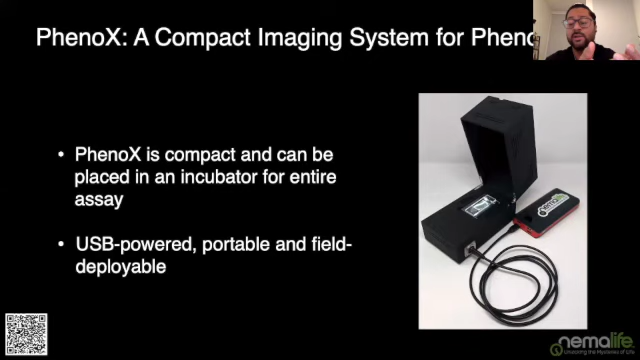 PhenoX: A Compact Imaging System for Pheno
• PhenoX is compact and can be
placed in an incubator for entire
assay
• USB-powered, portable and field-
deployable
nemalife
Unlocking the Mysteries of Life